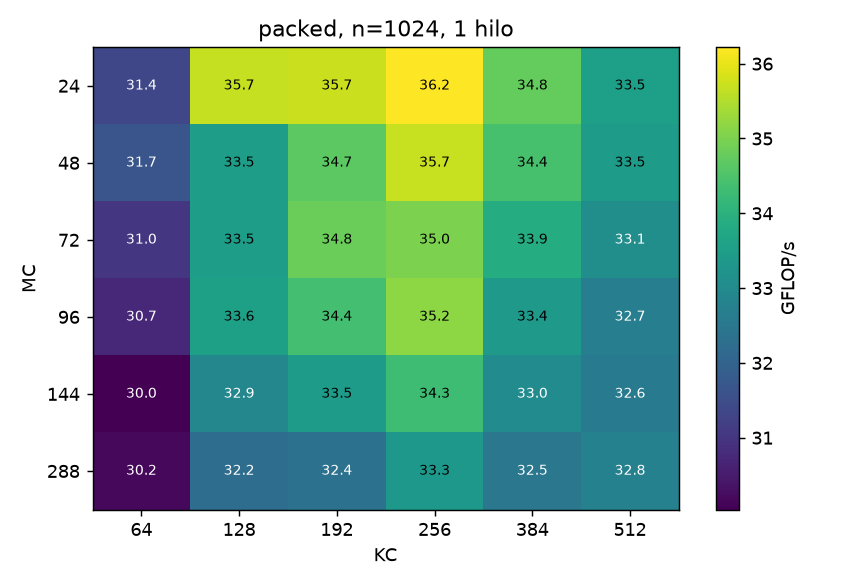 packed, n=1024, 1 hilo
24 31.4 35.7 35.7 36.2 34.8 33.5
48 31.7 33.5 34.7 35.7 34.4 33.5
72 31.0 33.5 34.8 35.0 33.9 33.1
96 30.7 33.6 34.4 35.2 33.4 32.7
144 30.0 32.9 33.5 34.3 33.0 32.6
288 30.2 32.2 32.4 33.3 32.5 32.8
64 128 192 256 384 512
KC
MC
36
35
34
33
32
31
GFLOP/s